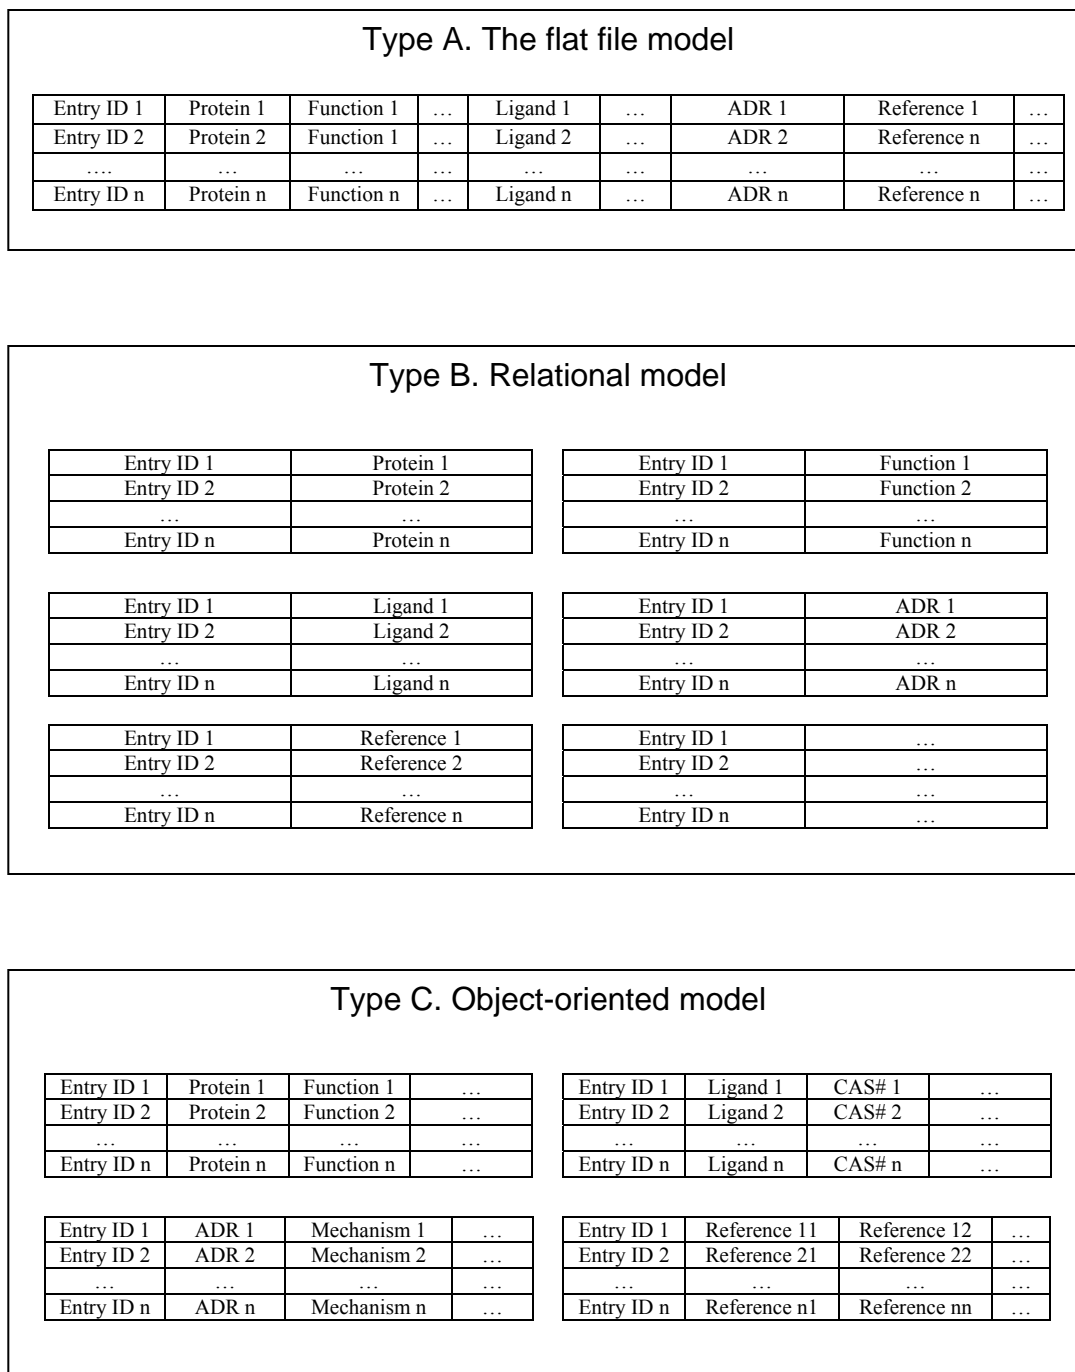 Type A. The flat file model
Entry ID 1 Protein 1 Function 1 … Ligand 1 … ADR 1 Reference 1 …
Entry ID 2 Protein 2 Function 1 … Ligand 2 … ADR 2 Reference n …
…. … … … … … … … …
Entry ID n Protein n Function n … Ligand n … ADR n Reference n …
Type B. Relational model
Entry ID 1 Protein 1
Entry ID 2 Protein 2
… …
Entry ID n Protein n
Entry ID 1 Function 1
Entry ID 2 Function 2
… …
Entry ID n Function n
Entry ID 1 Ligand 1
Entry ID 2 Ligand 2
… …
Entry ID n Ligand n
Entry ID 1 ADR 1
Entry ID 2 ADR 2
… …
Entry ID n ADR n
Entry ID 1 Reference 1
Entry ID 2 Reference 2
… …
Entry ID n Reference n
Entry ID 1 …
Entry ID 2 …
… …
Entry ID n …
Type C. Object-oriented model
Entry ID 1 Protein 1 Function 1 …
Entry ID 2 Protein 2 Function 2 …
… … … …
Entry ID n Protein n Function n …
Entry ID 1 Ligand 1 CAS# 1 …
Entry ID 2 Ligand 2 CAS# 2 …
… … … …
Entry ID n Ligand n CAS# n …
Entry ID 1 ADR 1 Mechanism 1 …
Entry ID 2 ADR 2 Mechanism 2 …
… … … …
Entry ID n ADR n Mechanism n …
Entry ID 1 Reference 11 Reference 12 …
Entry ID 2 Reference 21 Reference 22 …
… … … …
Entry ID n Reference n1 Reference nn …